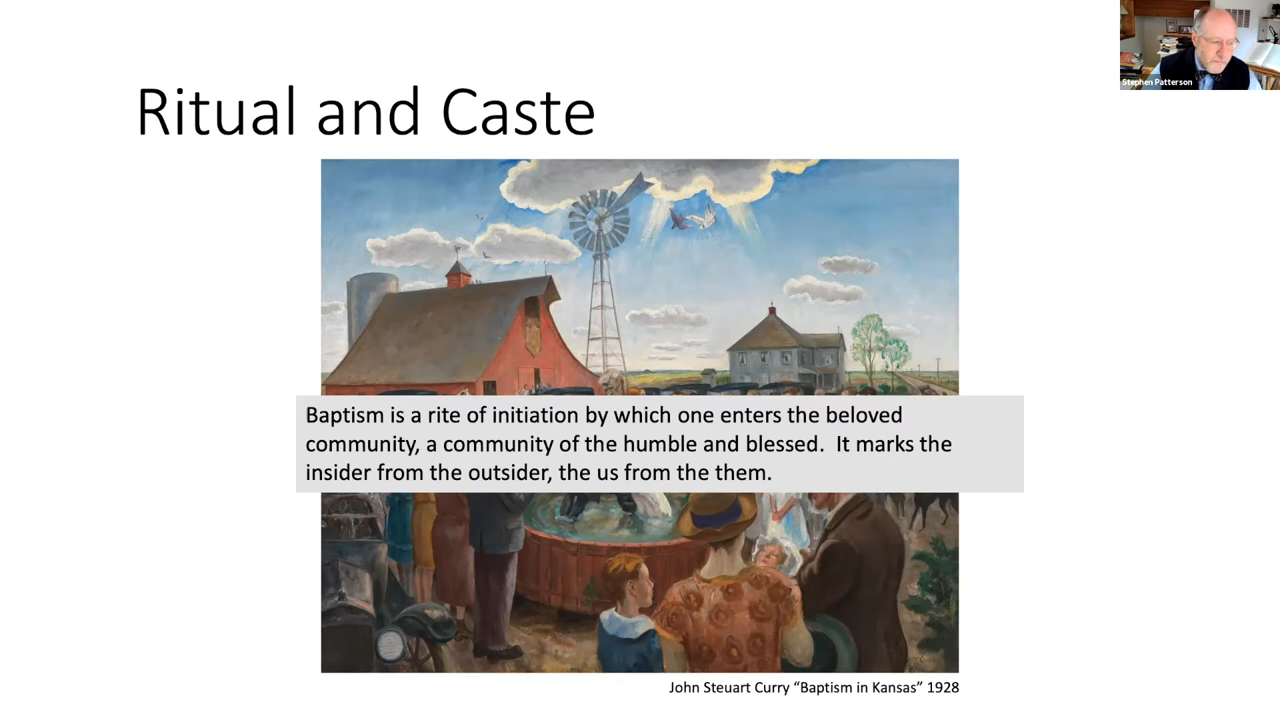 Stephen Patterson
Ritual and Caste
Baptism is a rite of initiation by which one enters the beloved
community, a community of the humble and blessed.  It marks the
insider from the outsider, the us from the them.
John Steuart Curry “Baptism in Kansas” 1928